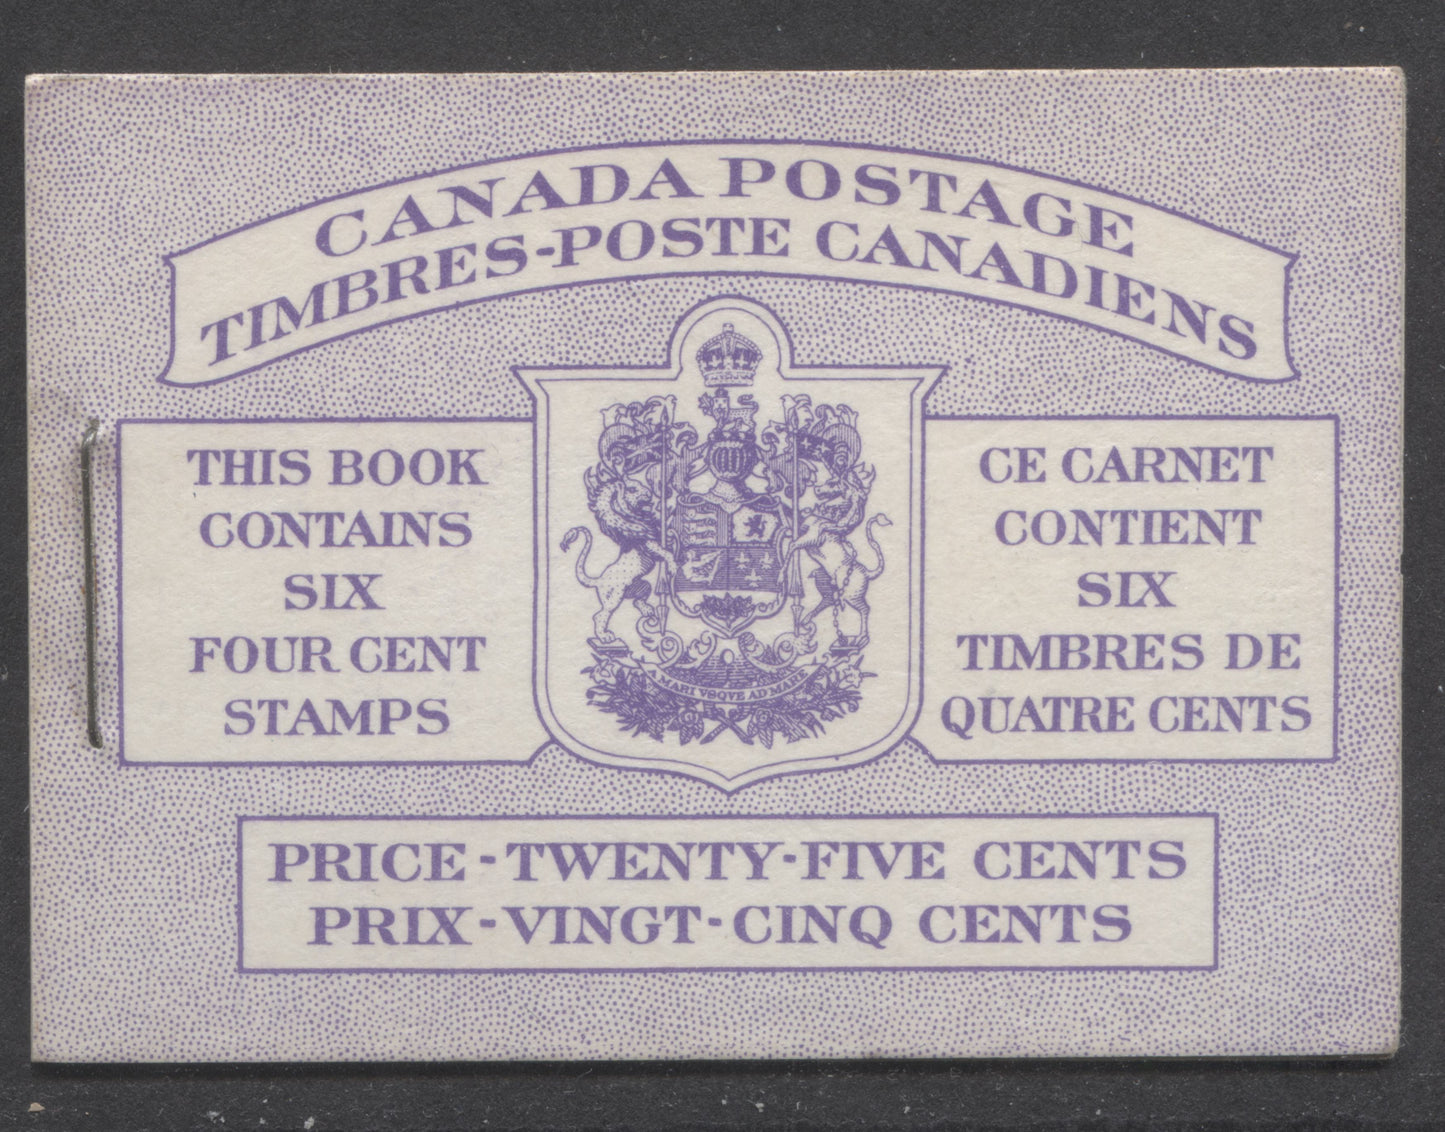 CANADA POSTAGE
TIMBRES-POSTE CANADIENS
THIS BOOK
CONTAINS
SIX
FOUR CENT
STAMPS
A MARI VSQVE AD MARE
CE CARNET
CONTIENT
SIX
TIMBRES DE
QUATRE CENTS
PRICE - TWENTY-FIVE CENTS
PRIX - VINGT - CINQ CENTS